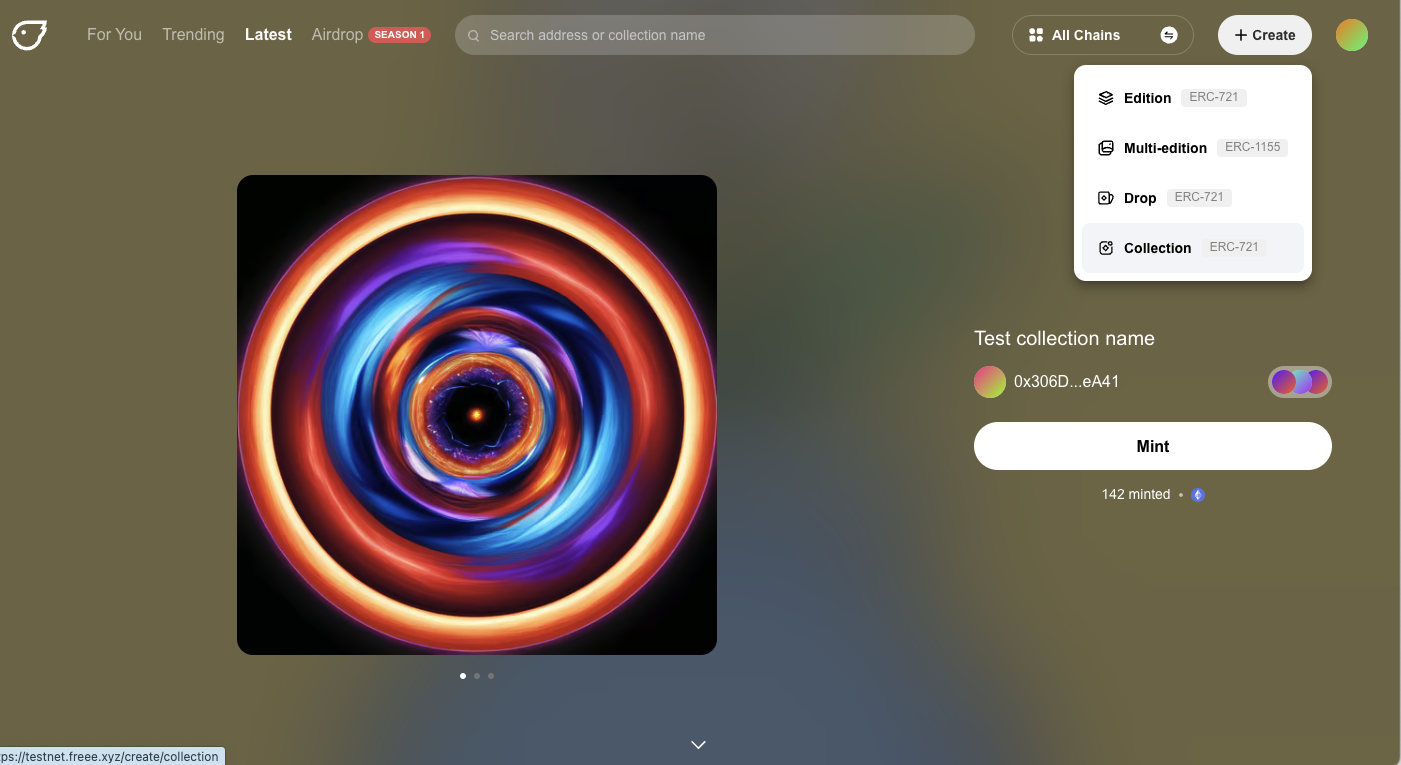 For You Trending Latest Airdrop SEASON 1 Search address or collection name All Chains + Create
Edition ERC-721
Multi-edition ERC-1155
Drop ERC-721
Collection ERC-721
Test collection name
0x306D...eA41
Mint
142 minted •
ps://testnet.freee.xyz/create/collection